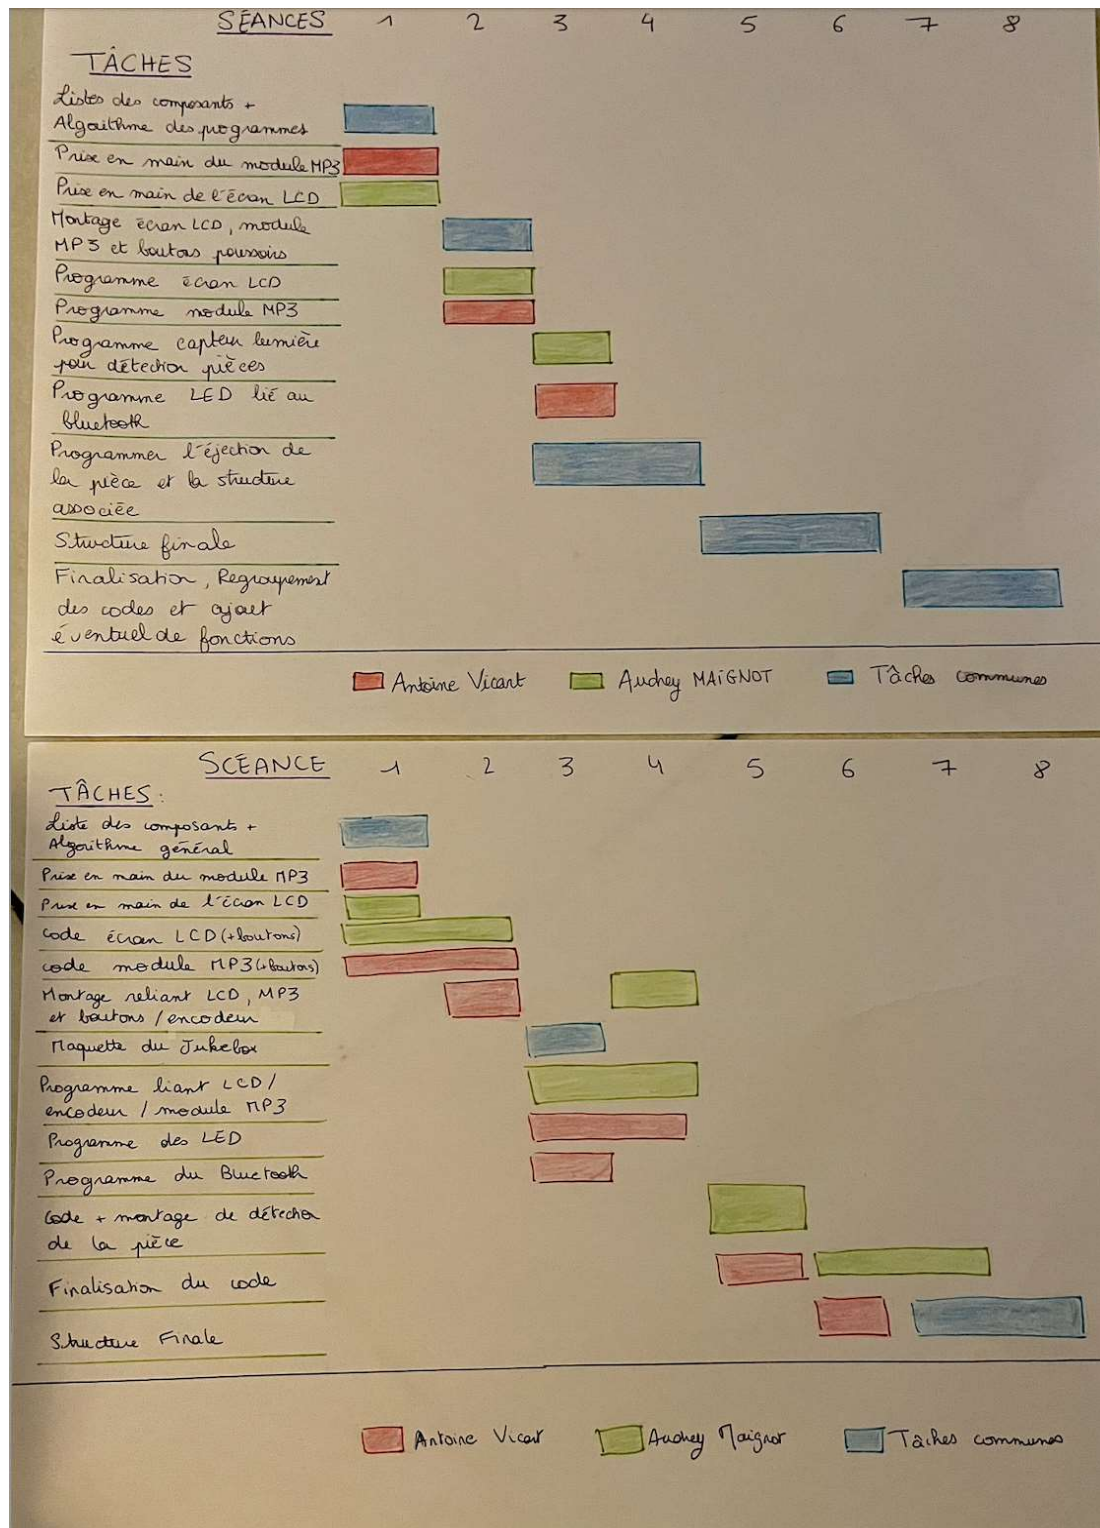 SÉANCES 1 2 3 4 5 6 7 8
TÂCHES
Listes des composants +
Algorithme des programmes
Prise en main du module MP3
Prise en main de l'écran LCD
Montage écran LCD, module
MP3 et boutons poussoirs
Programme écran LCD
Programme module MP3
Programme capteur lumière
pour détection pièces
Programme LED lié au
bluetooth
Programmer l'éjection de
la pièce et la structure
associée
Structure finale
Finalisation, Regroupement
des codes et ajout
éventuel de fonctions
Antoine Vicart Audrey MAIGNOT Tâches communes
SCÉANCE 1 2 3 4 5 6 7 8
TÂCHES:
Liste des composants +
Algorithme général
Prise en main du module MP3
Prise en main de l'écran LCD
code écran LCD (+boutons)
code module MP3 (+boutons)
Montage reliant LCD, MP3
et boutons / encodeur
Maquette du Jukebox
Programme liant LCD /
encodeur / module MP3
Programme des LED
Programme du Bluetooth
Code + montage de détection
de la pièce
Finalisation du code
Structure Finale
Antoine Vicart Audrey Maignot Tâches communes